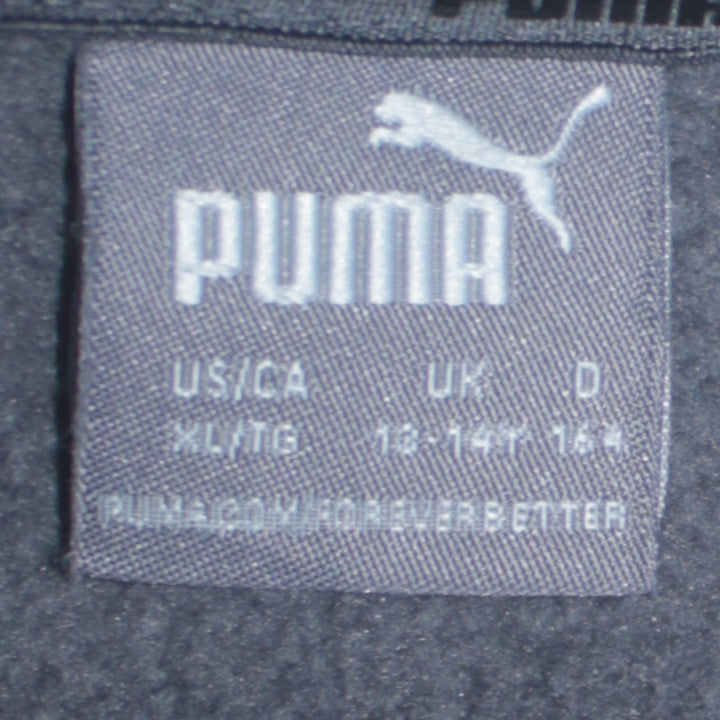 PUMA
US/CA UK D
XL/TG 13-14Y 164
PUMA.COM/FOREVERBETTER